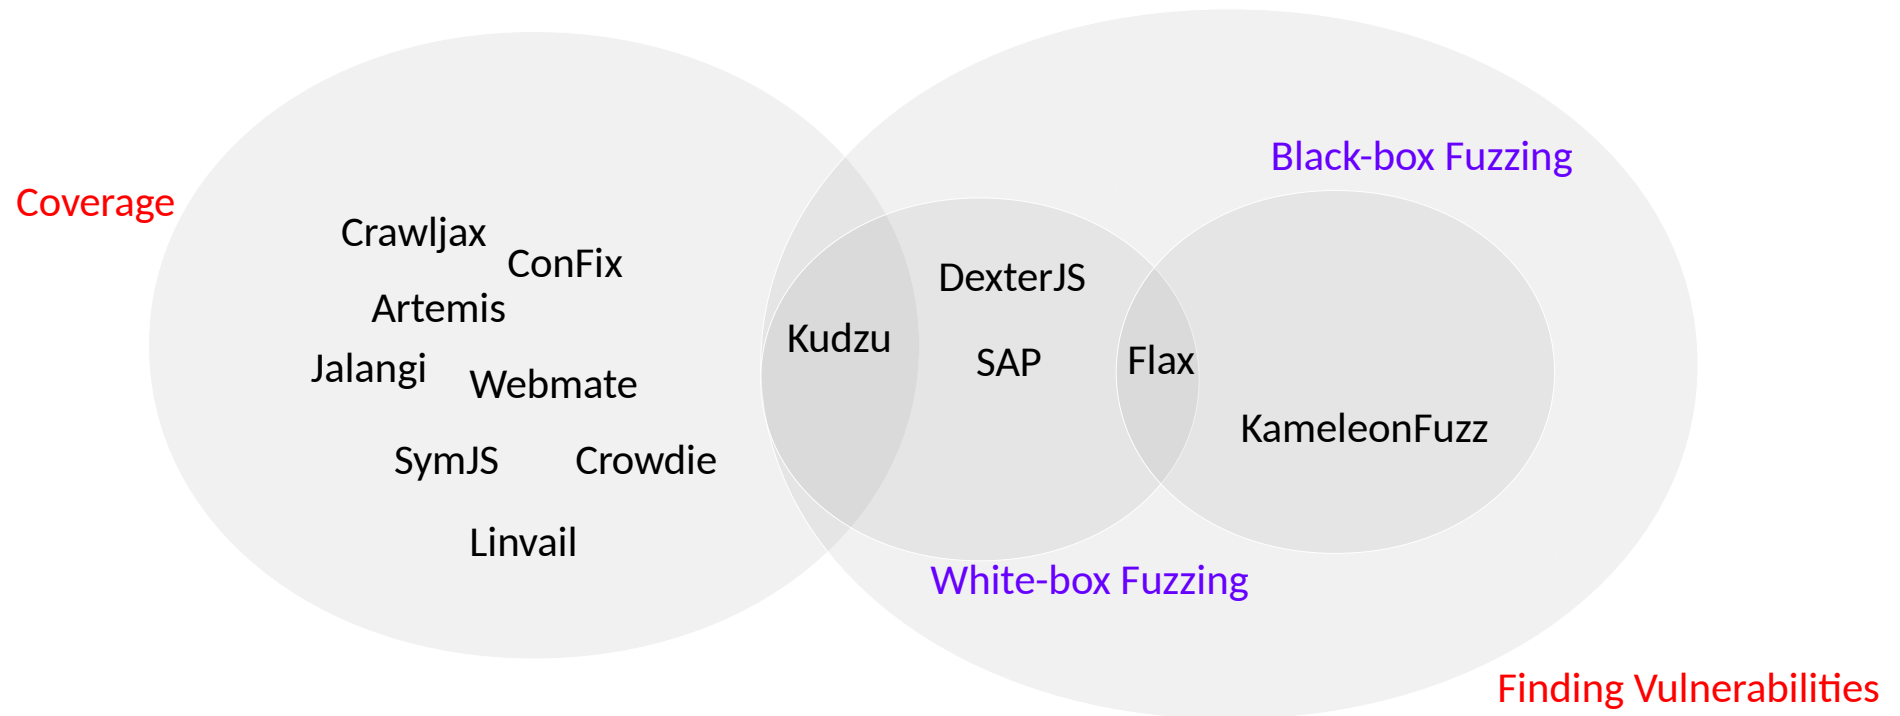 Coverage
Crawljax
ConFix
Artemis
Jalangi
Webmate
SymJS
Crowdie
Linvail
Kudzu
DexterJS
SAP
Flax
KameleonFuzz
Black-box Fuzzing
White-box Fuzzing
Finding Vulnerabilities